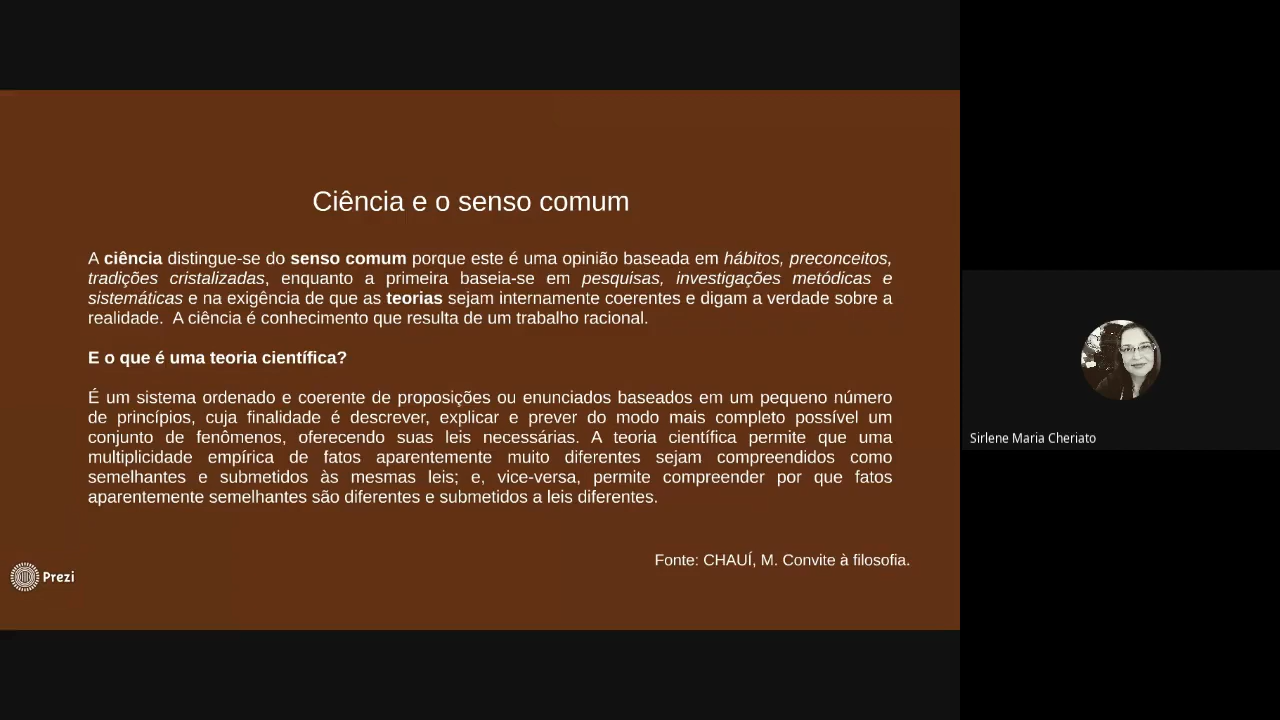 Ciência e o senso comum
A ciência distingue-se do senso comum porque este é uma opinião baseada em hábitos, preconceitos,
tradições cristalizadas, enquanto a primeira baseia-se em pesquisas, investigações metódicas e
sistemáticas e na exigência de que as teorias sejam internamente coerentes e digam a verdade sobre a
realidade.  A ciência é conhecimento que resulta de um trabalho racional.
E o que é uma teoria científica?
É um sistema ordenado e coerente de proposições ou enunciados baseados em um pequeno número
de princípios, cuja finalidade é descrever, explicar e prever do modo mais completo possível um
conjunto de fenômenos, oferecendo suas leis necessárias. A teoria científica permite que uma
multiplicidade empírica de fatos aparentemente muito diferentes sejam compreendidos como
semelhantes e submetidos às mesmas leis; e, vice-versa, permite compreender por que fatos
aparentemente semelhantes são diferentes e submetidos a leis diferentes.
Fonte: CHAUÍ, M. Convite à filosofia.
Prezi
Sirlene Maria Cheriato